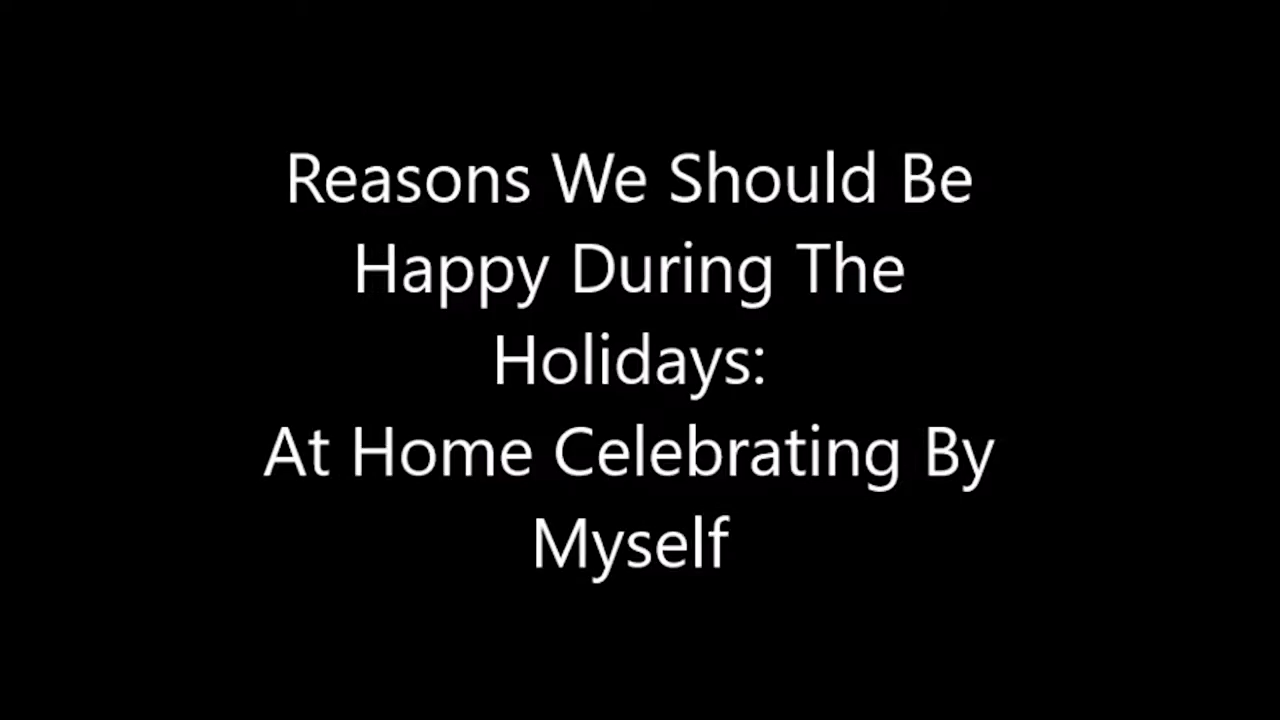 Reasons We Should Be
Happy During The
Holidays:
At Home Celebrating By
Myself